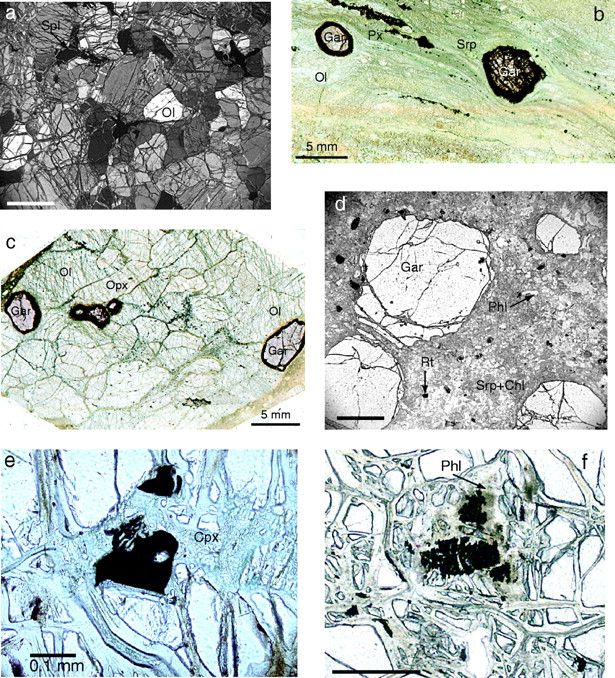 a
Spl
Ol
b
Gar
Px
Srp
Gar
Ol
5 mm
c
Ol
Opx
Gar
Ol
Gar
5 mm
d
Gar
Phl
Rt
Srp+Chl
e
Cpx
0.1 mm
f
Phl